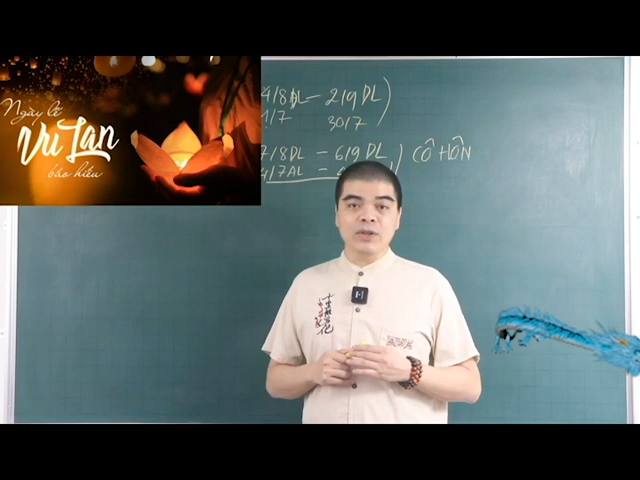 Ngày lễ
Vu Lan
báo hiếu
4/8DL - 2/9DL)
1/7 30/7
7/8DL - 6/9DL) CÔ HỒN
4/7AL -